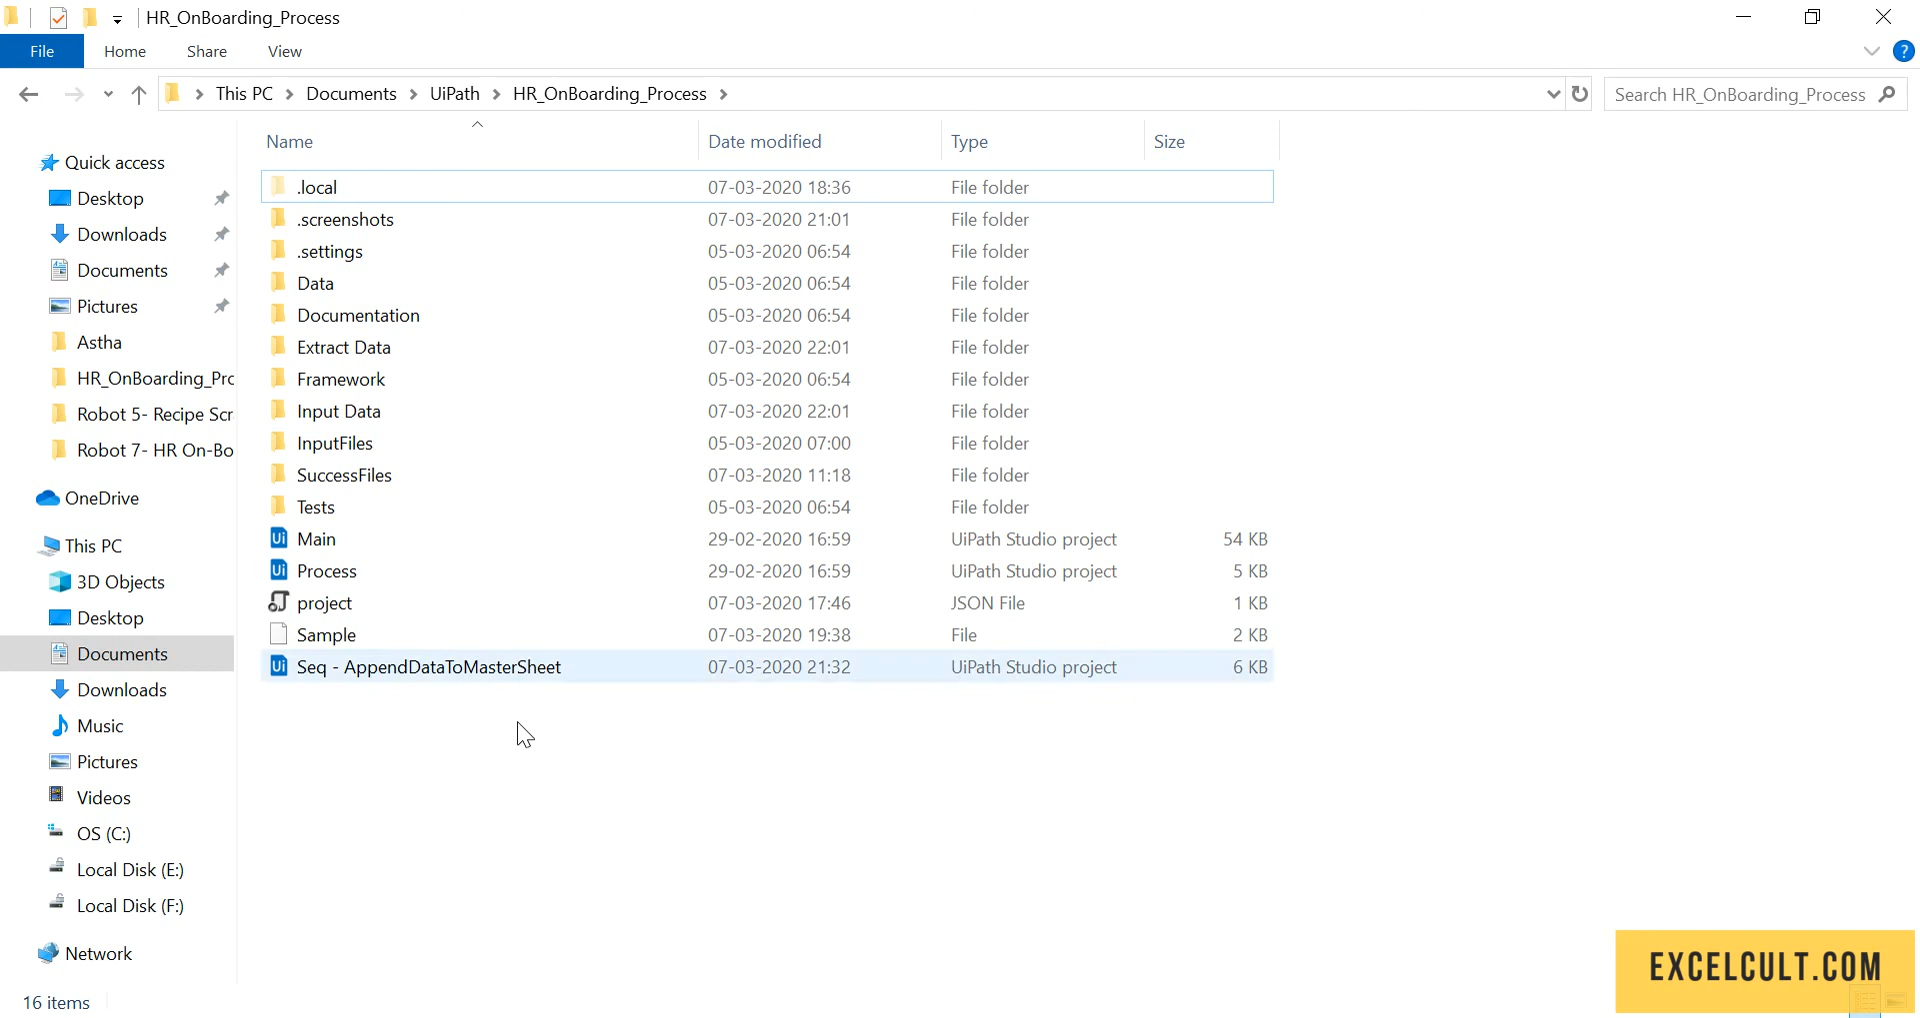 HR_OnBoarding_Process
File Home Share View
This PC Documents UiPath HR_OnBoarding_Process
Search HR_OnBoarding_Process
Quick access
Desktop
Downloads
Documents
Pictures
Astha
HR_OnBoarding_Prc
Robot 5- Recipe Scr
Robot 7- HR On-Bo
OneDrive
This PC
3D Objects
Desktop
Documents
Downloads
Music
Pictures
Videos
OS (C:)
Local Disk (E:)
Local Disk (F:)
Network
Name Date modified Type Size
.local 07-03-2020 18:36 File folder
.screenshots 07-03-2020 21:01 File folder
.settings 05-03-2020 06:54 File folder
Data 05-03-2020 06:54 File folder
Documentation 05-03-2020 06:54 File folder
Extract Data 07-03-2020 22:01 File folder
Framework 05-03-2020 06:54 File folder
Input Data 07-03-2020 22:01 File folder
InputFiles 05-03-2020 07:00 File folder
SuccessFiles 07-03-2020 11:18 File folder
Tests 05-03-2020 06:54 File folder
Ui Main 29-02-2020 16:59 UiPath Studio project 54 KB
Ui Process 29-02-2020 16:59 UiPath Studio project 5 KB
project 07-03-2020 17:46 JSON File 1 KB
Sample 07-03-2020 19:38 File 2 KB
Ui Seq - AppendDataToMasterSheet 07-03-2020 21:32 UiPath Studio project 6 KB
EXCELCULT.COM
16 items